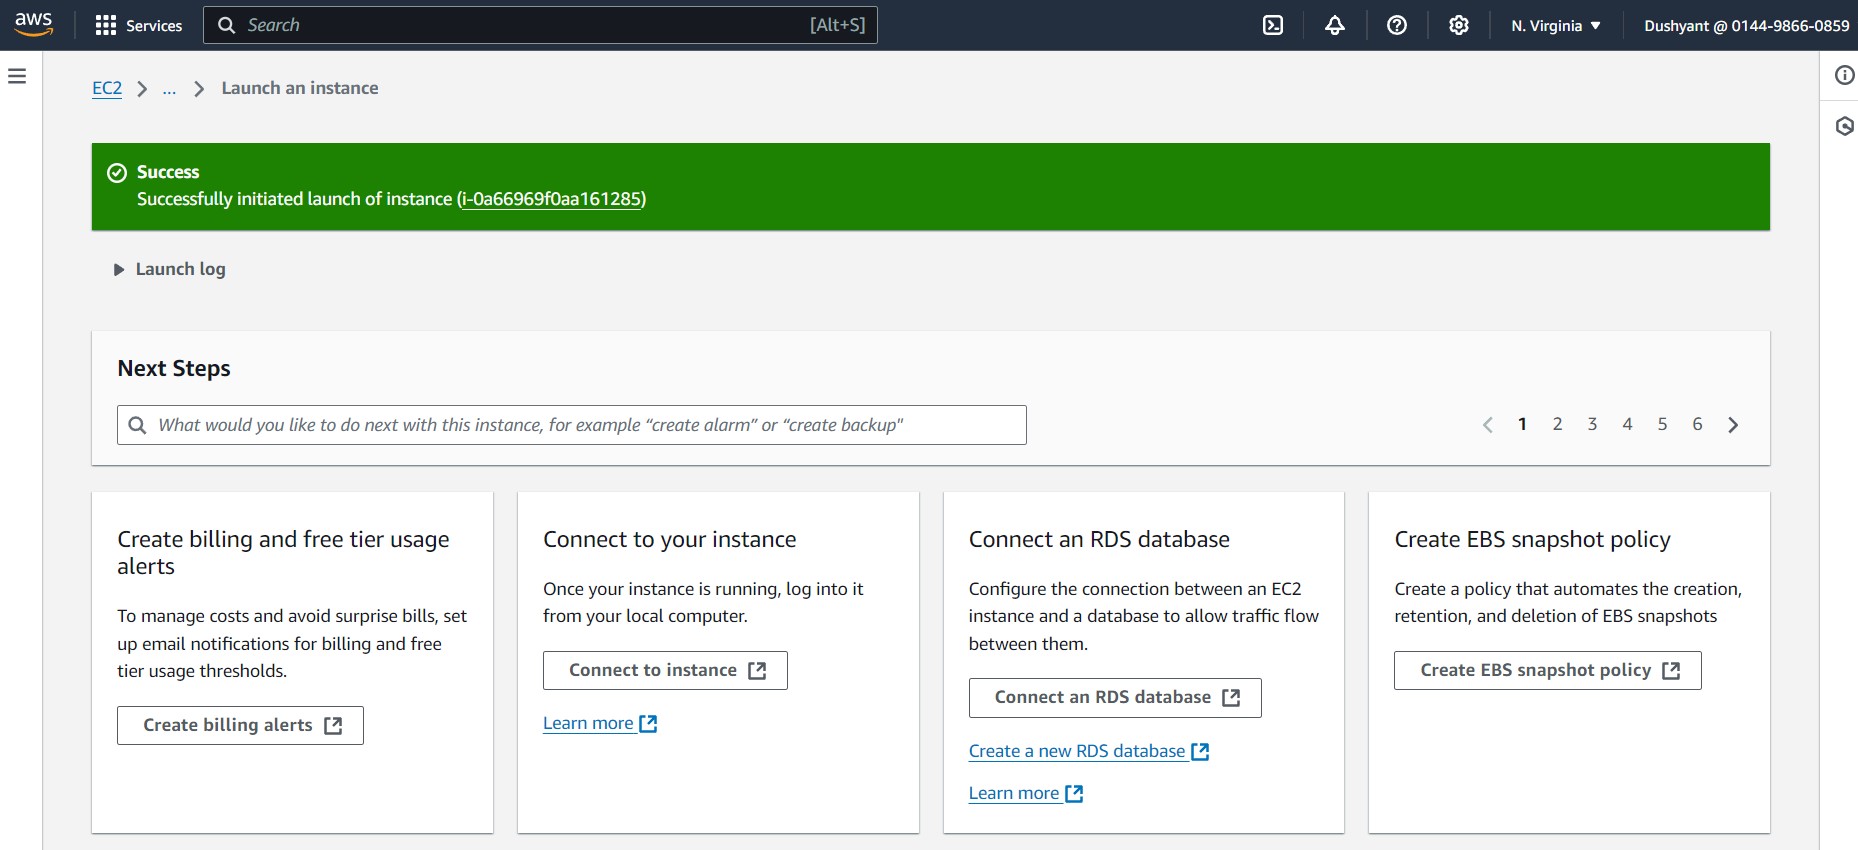 aws
Services
Search
[Alt+S]
N. Virginia
Dushyant @ 0144-9866-0859
EC2
...
Launch an instance
Success
Successfully initiated launch of instance (i-0a66969f0aa161285)
Launch log
Next Steps
What would you like to do next with this instance, for example “create alarm” or “create backup"
1 2 3 4 5 6
Create billing and free tier usage
alerts
To manage costs and avoid surprise bills, set
up email notifications for billing and free
tier usage thresholds.
Create billing alerts
Connect to your instance
Once your instance is running, log into it
from your local computer.
Connect to instance
Learn more
Connect an RDS database
Configure the connection between an EC2
instance and a database to allow traffic flow
between them.
Connect an RDS database
Create a new RDS database
Learn more
Create EBS snapshot policy
Create a policy that automates the creation,
retention, and deletion of EBS snapshots
Create EBS snapshot policy